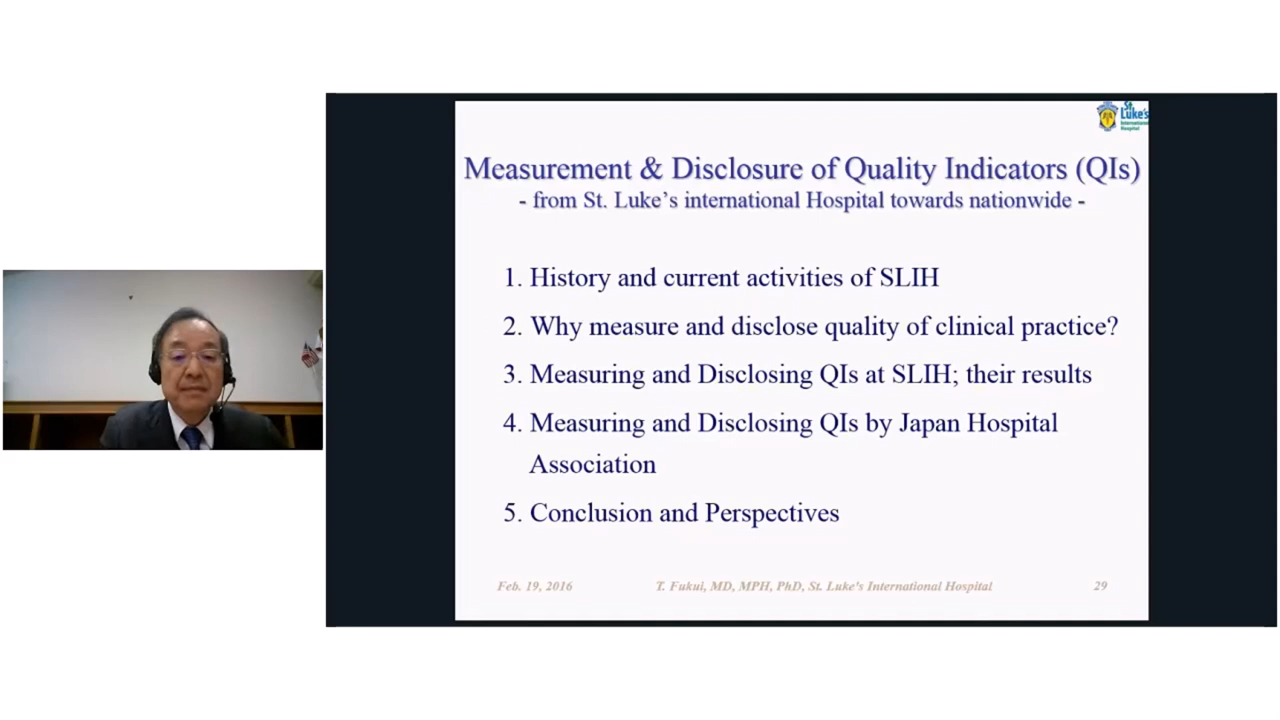 St.
Luke's
International
Hospital
Measurement & Disclosure of Quality Indicators (QIs)
- from St. Luke's international Hospital towards nationwide -
1. History and current activities of SLIH
2. Why measure and disclose quality of clinical practice?
3. Measuring and Disclosing QIs at SLIH; their results
4. Measuring and Disclosing QIs by Japan Hospital
Association
5. Conclusion and Perspectives
Feb. 19, 2016 T. Fukui, MD, MPH, PhD, St. Luke's International Hospital 29